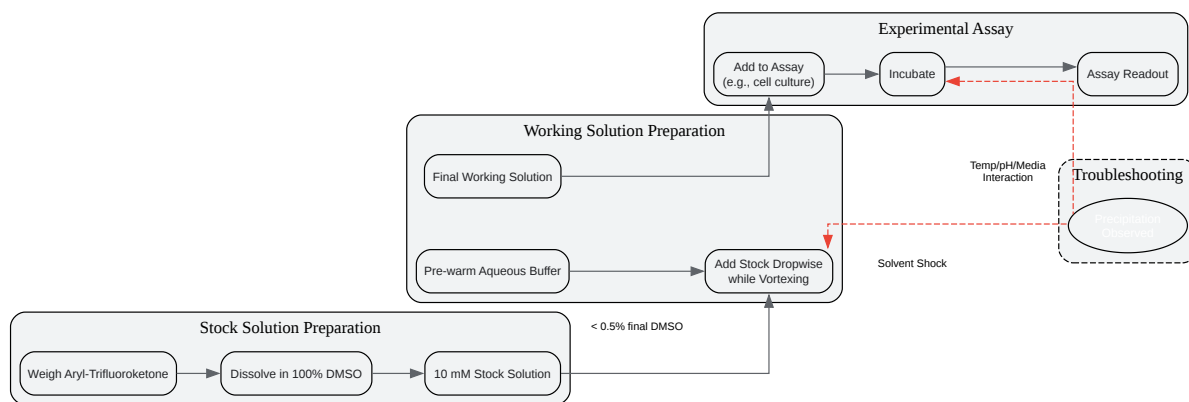 Experimental Assay
Add to Assay
(e.g., cell culture)
Incubate
Assay Readout
Working Solution Preparation
Final Working Solution
Pre-warm Aqueous Buffer
Add Stock Dropwise
while Vortexing
Temp/pH/Media
Interaction
Troubleshooting
Precipitation
Observed
Solvent Shock
Stock Solution Preparation
< 0.5% final DMSO
Weigh Aryl-Trifluoroketone
Dissolve in 100% DMSO
10 mM Stock Solution